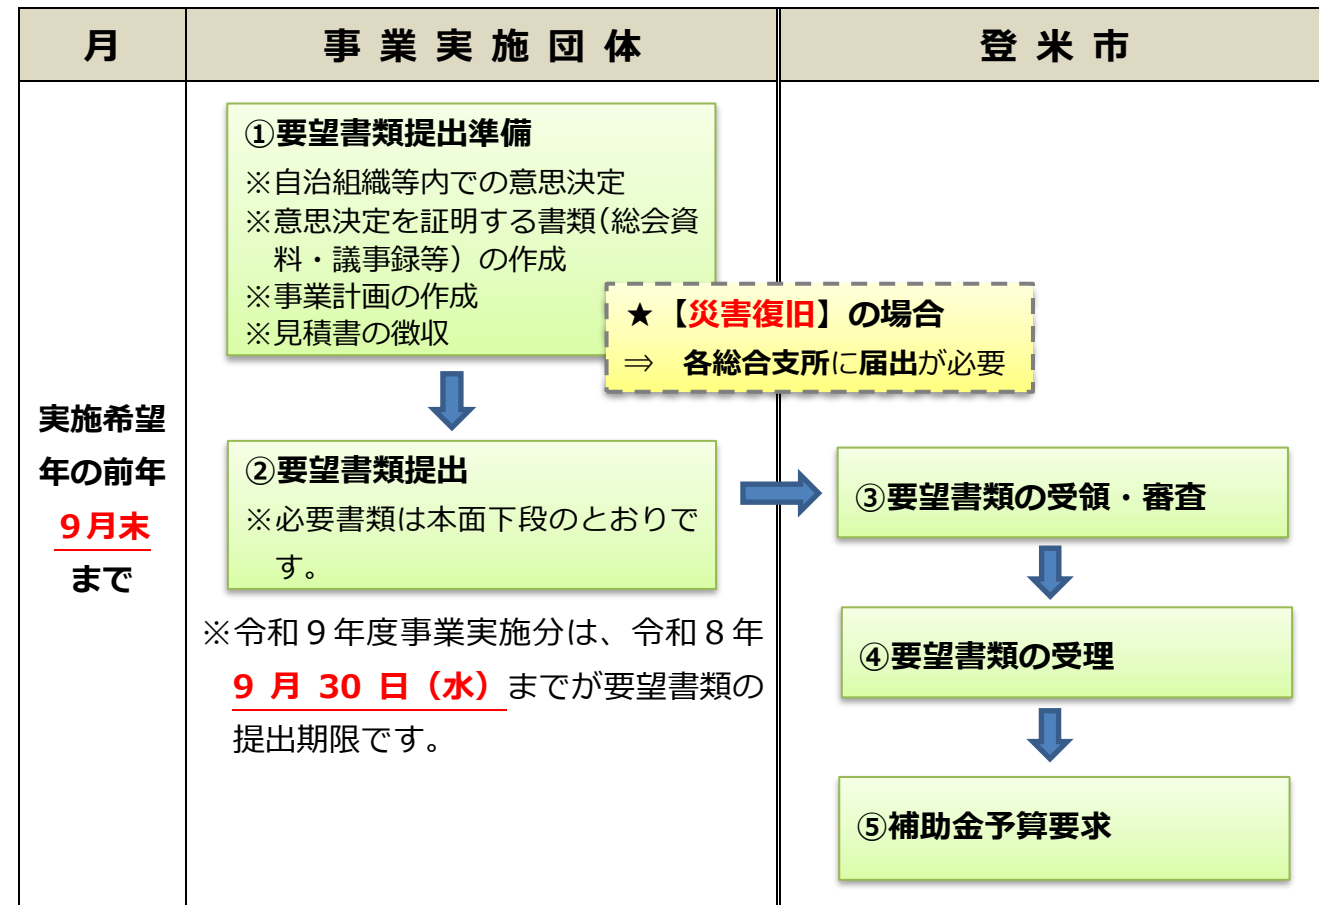 月
事業実施団体
登米市
実施希望
年の前年
９月末
まで
①要望書類提出準備
※自治組織等内での意思決定
※意思決定を証明する書類（総会資
料・議事録等）の作成
※事業計画の作成
※見積書の徴収
★【災害復旧】の場合
⇒　各総合支所に届出が必要
②要望書類提出
※必要書類は本面下段のとおりで
す。
※令和９年度事業実施分は、令和８年
9 月 30 日（水）までが要望書類の
提出期限です。
③要望書類の受領・審査
④要望書類の受理
⑤補助金予算要求